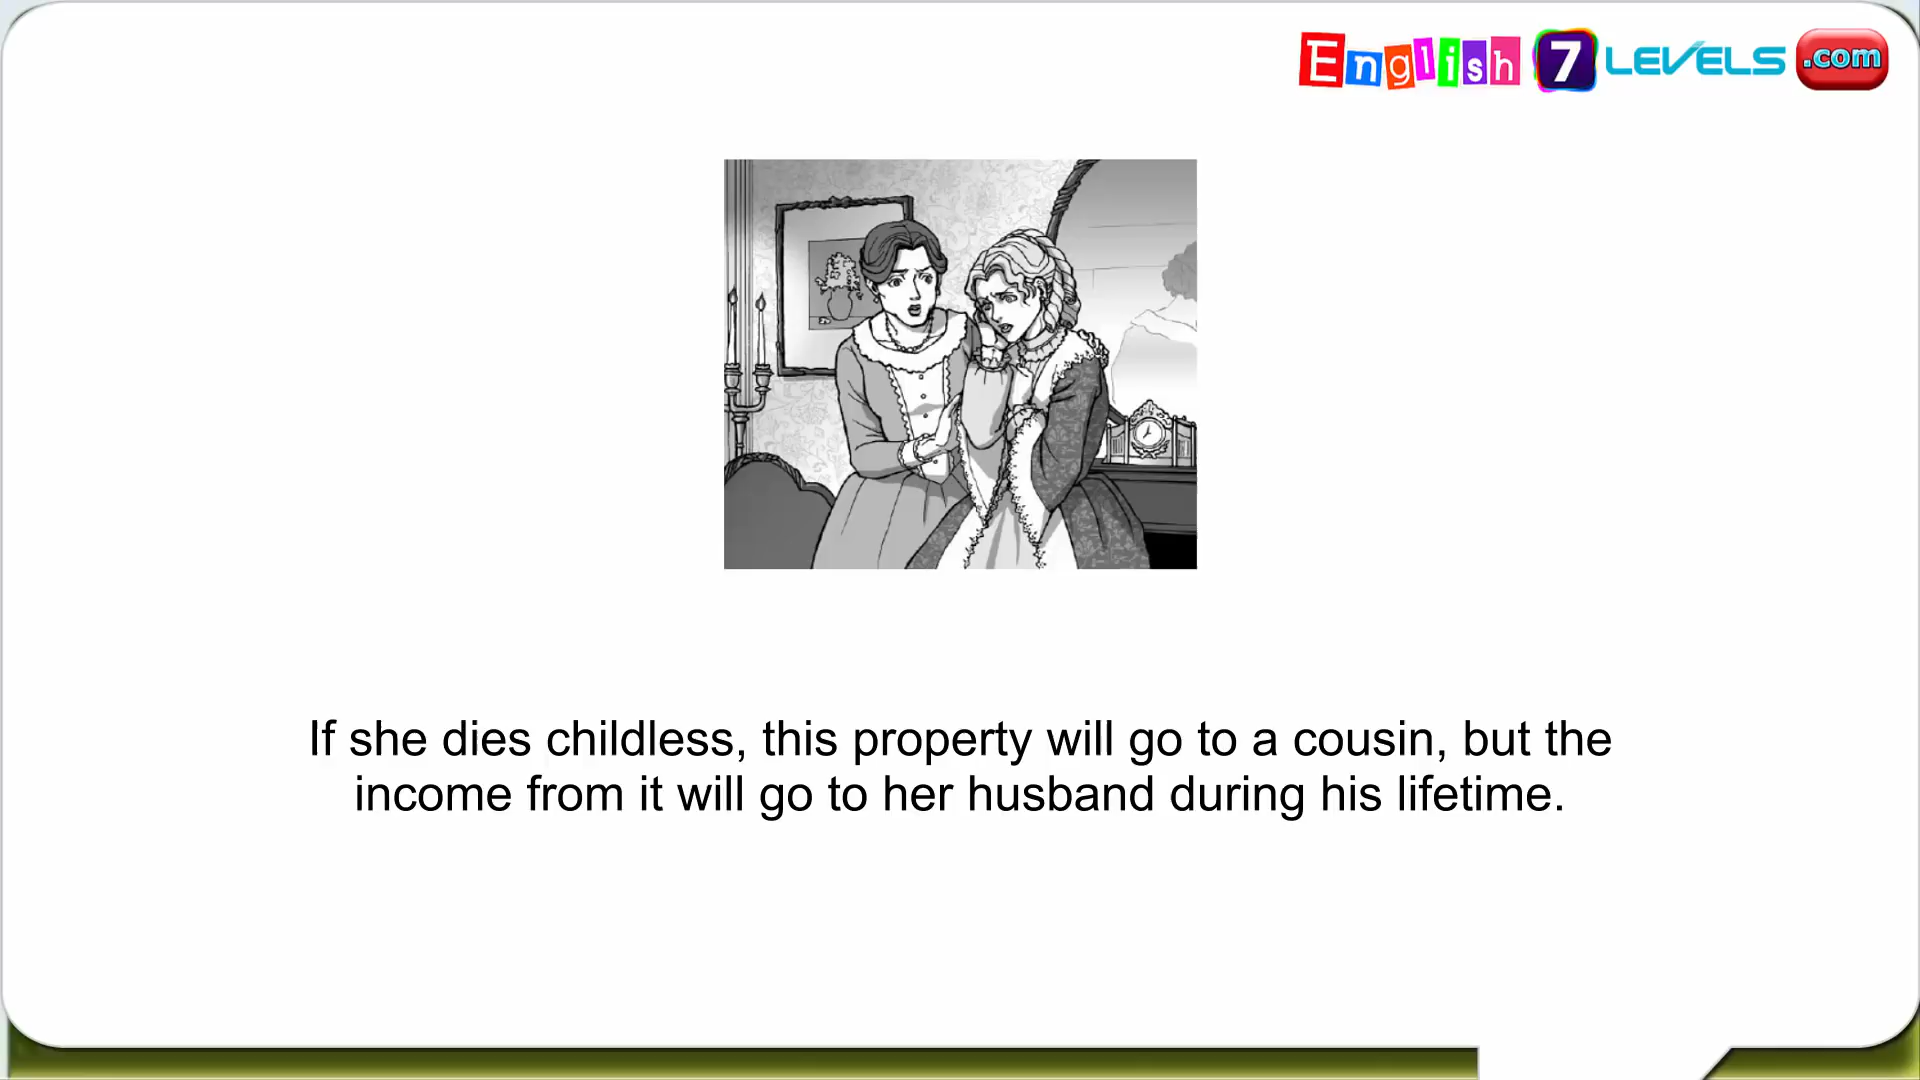 English 7 LEVELS .com
If she dies childless, this property will go to a cousin, but the
income from it will go to her husband during his lifetime.